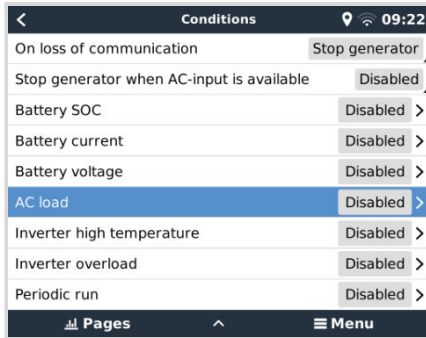 Conditions 09:22
On loss of communication Stop generator
Stop generator when AC-input is available Disabled
Battery SOC Disabled
Battery current Disabled
Battery voltage Disabled
AC load Disabled
Inverter high temperature Disabled
Inverter overload Disabled
Periodic run Disabled
Pages Menu